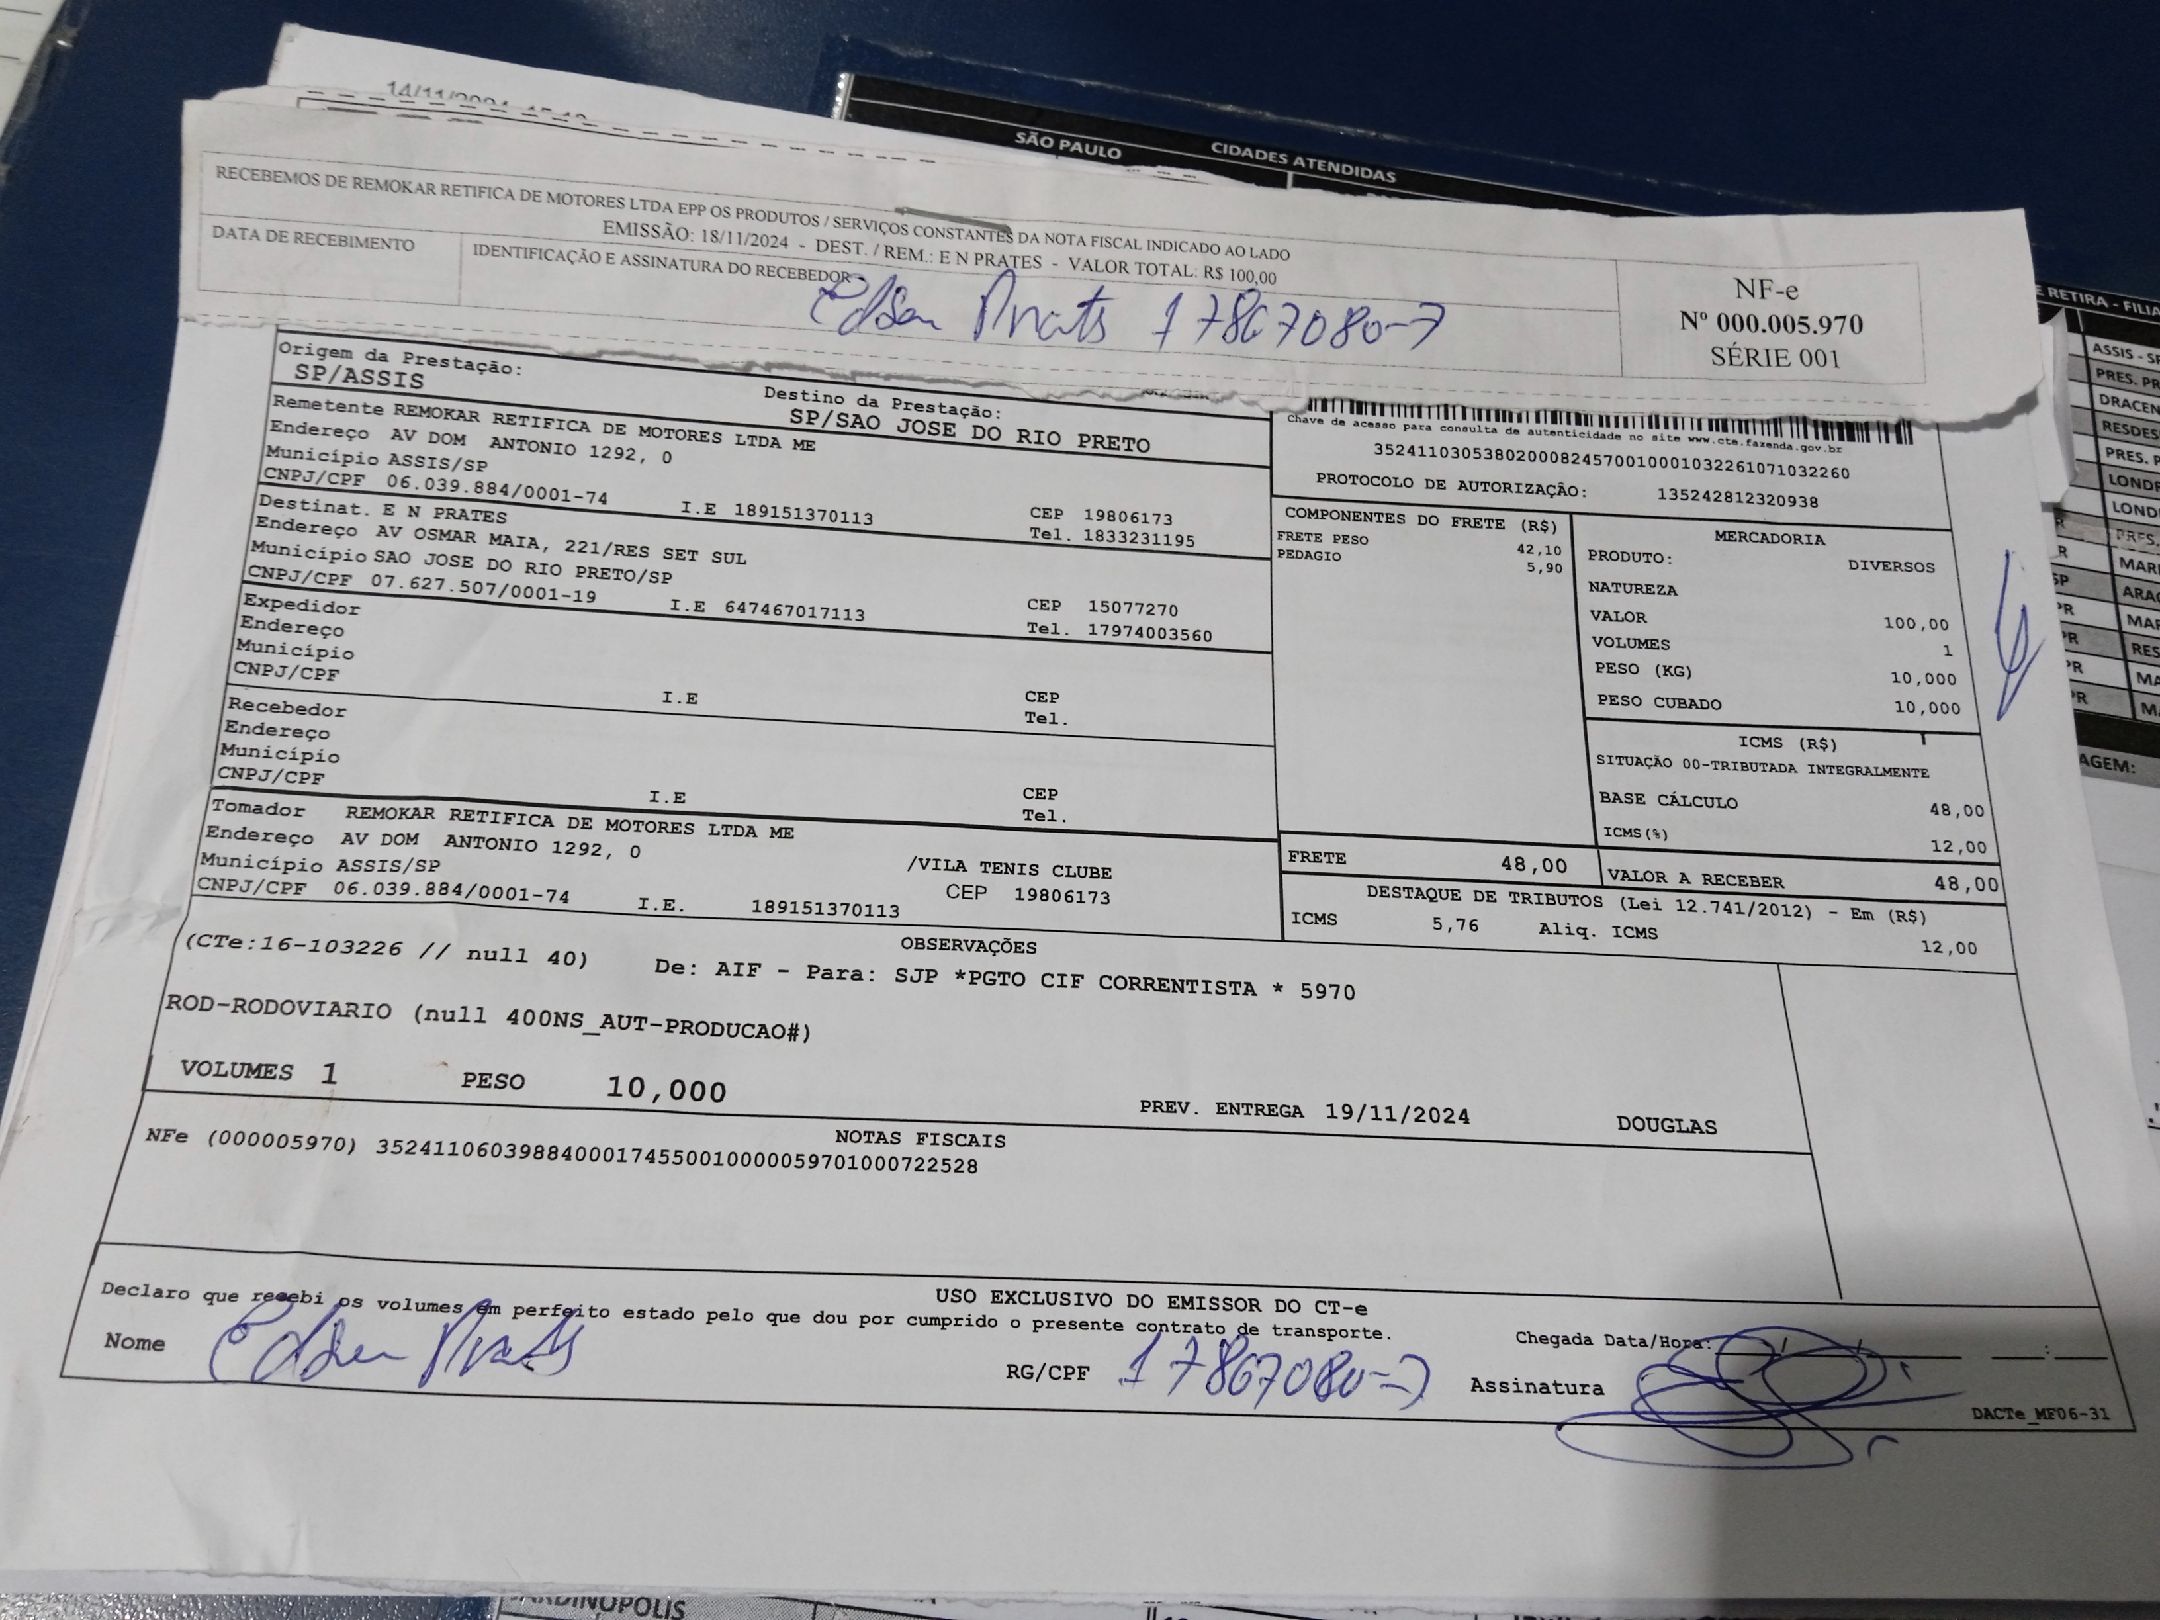 SÃO PAULO
CIDADES ATENDIDAS
RECEBEMOS DE REMOKAR RETIFICA DE MOTORES LTDA EPP OS PRODUTOS / SERVIÇOS CONSTANTES DA NOTA FISCAL INDICADO AO LADO
EMISSÃO: 18/11/2024 - DEST. / REM.: E N PRATES - VALOR TOTAL: R$ 100,00
DATA DE RECEBIMENTO
IDENTIFICAÇÃO E ASSINATURA DO RECEBEDOR
Edson Prates 17867080-7
NF-e
Nº 000.005.970
SÉRIE 001
Origem da Prestação:
SP/ASSIS
Destino da Prestação:
SP/SAO JOSE DO RIO PRETO
Remetente REMOKAR RETIFICA DE MOTORES LTDA ME
Endereço AV DOM ANTONIO 1292, 0
Município ASSIS/SP
CNPJ/CPF 06.039.884/0001-74 I.E 189151370113
CEP 19806173
Tel. 1833231195
Destinat. E N PRATES
Endereço AV OSMAR MAIA, 221/RES SET SUL
Município SAO JOSE DO RIO PRETO/SP
CNPJ/CPF 07.627.507/0001-19 I.E 647467017113
CEP 15077270
Tel. 17974003560
Expedidor
Endereço
Município
CNPJ/CPF
I.E
CEP
Tel.
Recebedor
Endereço
Município
CNPJ/CPF
I.E
CEP
Tel.
Tomador REMOKAR RETIFICA DE MOTORES LTDA ME
Endereço AV DOM ANTONIO 1292, 0 /VILA TENIS CLUBE
Município ASSIS/SP CEP 19806173
CNPJ/CPF 06.039.884/0001-74 I.E. 189151370113
Chave de acesso para consulta de autenticidade no site www.cte.fazenda.gov.br
35241103053802000824570010001032261071032260
PROTOCOLO DE AUTORIZAÇÃO: 135242812320938
COMPONENTES DO FRETE (R$)
FRETE PESO 42,10
PEDAGIO 5,90
MERCADORIA
PRODUTO: DIVERSOS
NATUREZA
VALOR 100,00
VOLUMES 1
PESO (KG) 10,000
PESO CUBADO 10,000
ICMS (R$)
SITUAÇÃO 00-TRIBUTADA INTEGRALMENTE
BASE CÁLCULO 48,00
ICMS(%) 12,00
FRETE 48,00
VALOR A RECEBER 48,00
DESTAQUE DE TRIBUTOS (Lei 12.741/2012) - Em (R$)
ICMS 5,76 Aliq. ICMS 12,00
OBSERVAÇÕES
(CTe:16-103226 // null 40) De: AIF - Para: SJP *PGTO CIF CORRENTISTA * 5970
ROD-RODOVIARIO (null 400NS_AUT-PRODUCAO#)
VOLUMES 1 PESO 10,000
PREV. ENTREGA 19/11/2024 DOUGLAS
NOTAS FISCAIS
NFe (000005970) 35241106039884000174550010000059701000722528
USO EXCLUSIVO DO EMISSOR DO CT-e
Declaro que recebi os volumes em perfeito estado pelo que dou por cumprido o presente contrato de transporte.
Nome Edson Prates
RG/CPF 17867080-7
Chegada Data/Hora: / / :
Assinatura
DACTe_MF06-31
E RETIRA - FILIA
ASSIS - SP
PRES. PR
DRACEN
PRES. P
LOND
ARA
MAR
RES
MA
AGEM: